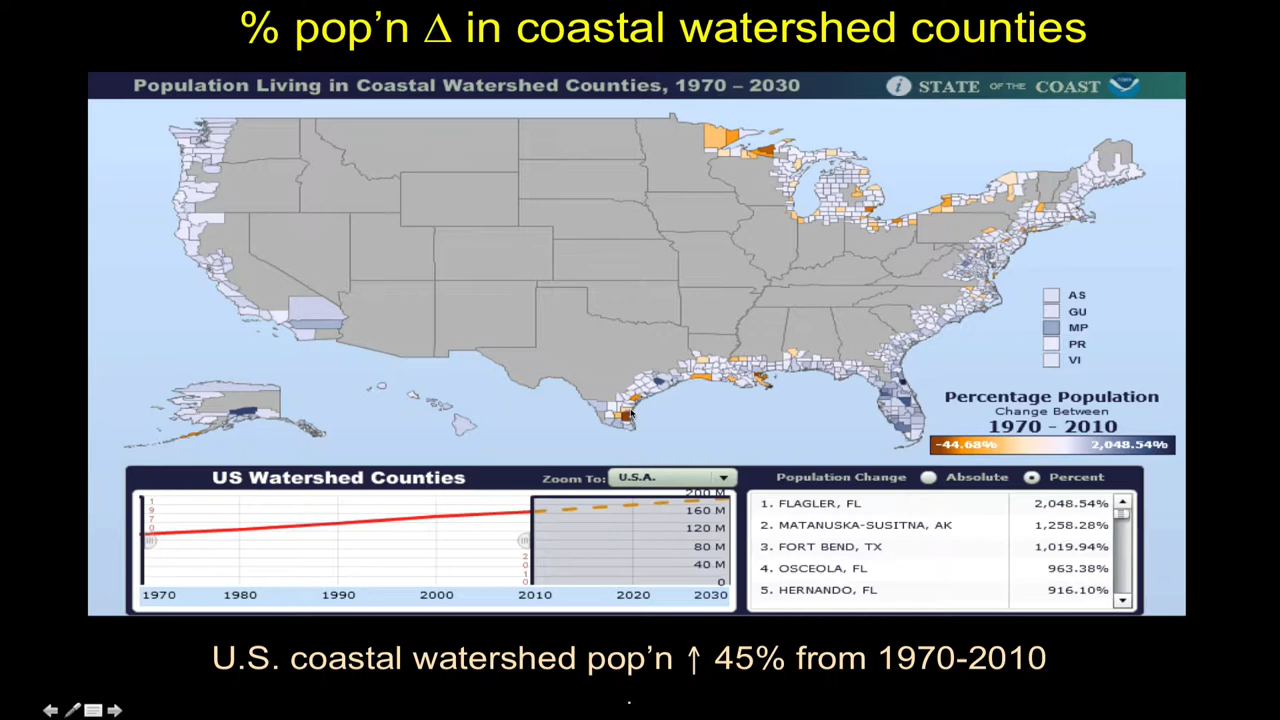 % pop’n Δ in coastal watershed counties
Population Living in Coastal Watershed Counties, 1970 – 2030
i STATE OF THE COAST
AS
GU
MP
PR
VI
Percentage Population
Change Between
1970 - 2010
-44.68% 2,048.54%
US Watershed Counties
Zoom To: U.S.A.
200 M
160 M
120 M
80 M
40 M
0
1970
2010
1970 1980 1990 2000 2010 2020 2030
Population Change Absolute Percent
1. FLAGLER, FL 2,048.54%
2. MATANUSKA-SUSITNA, AK 1,258.28%
3. FORT BEND, TX 1,019.94%
4. OSCEOLA, FL 963.38%
5. HERNANDO, FL 916.10%
U.S. coastal watershed pop’n ↑ 45% from 1970-2010